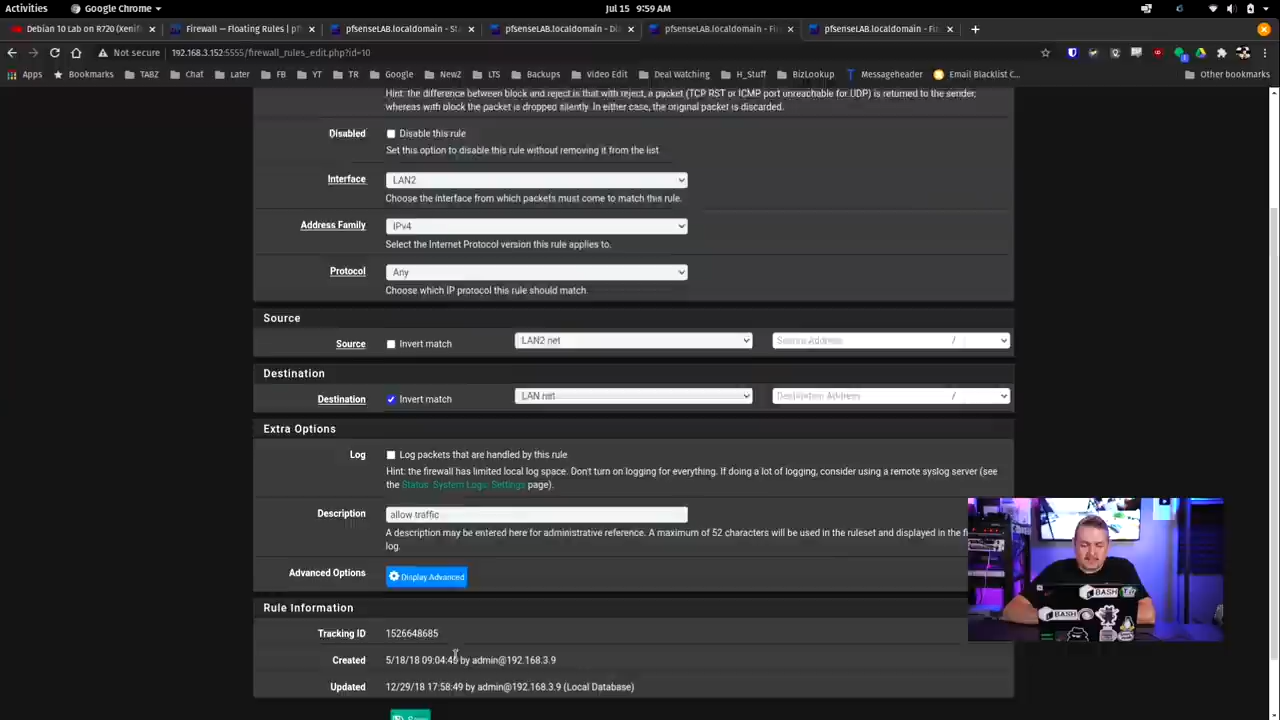 Activities
Google Chrome
Jul 15 9:59 AM
Debian 10 Lab on R720 (Xenif
Firewall — Floating Rules |
pfsenseLAB.localdomain - Sta
pfsenseLAB.localdomain - Di
pfsenseLAB.localdomain - Fi
pfsenseLAB.localdomain - Fi
Not secure 192.168.3.152:5555/firewall_rules_edit.php?id=10
Apps Bookmarks TABZ Chat Later FB YT TR Google NewZ LTS Backups Video Edit Deal Watching H_Stuff BizLookup Messageheader Email Blacklist C... Other bookmarks
Hint: the difference between block and reject is that with reject, a packet (TCP RST or ICMP port unreachable for UDP) is returned to the sender,
whereas with block the packet is dropped silently. In either case, the original packet is discarded.
Disabled Disable this rule
Set this option to disable this rule without removing it from the list
Interface LAN2
Choose the interface from which packets must come to match this rule.
Address Family IPv4
Select the Internet Protocol version this rule applies to.
Protocol Any
Choose which IP protocol this rule should match
Source
Source Invert match LAN2 net Source Address /
Destination
Destination Invert match LAN net Destination Address /
Extra Options
Log Log packets that are handled by this rule
Hint: the firewall has limited local log space. Don't turn on logging for everything. If doing a lot of logging, consider using a remote syslog server (see
the Status: System Logs: Settings page).
Description allow traffic
A description may be entered here for administrative reference. A maximum of 52 characters will be used in the ruleset and displayed in the fi
log.
Advanced Options Display Advanced
Rule Information
Tracking ID 1526648685
Created 5/18/18 09:04:45 by admin@192.168.3.9
Updated 12/29/18 17:58:49 by admin@192.168.3.9 (Local Database)
BASH
BASH